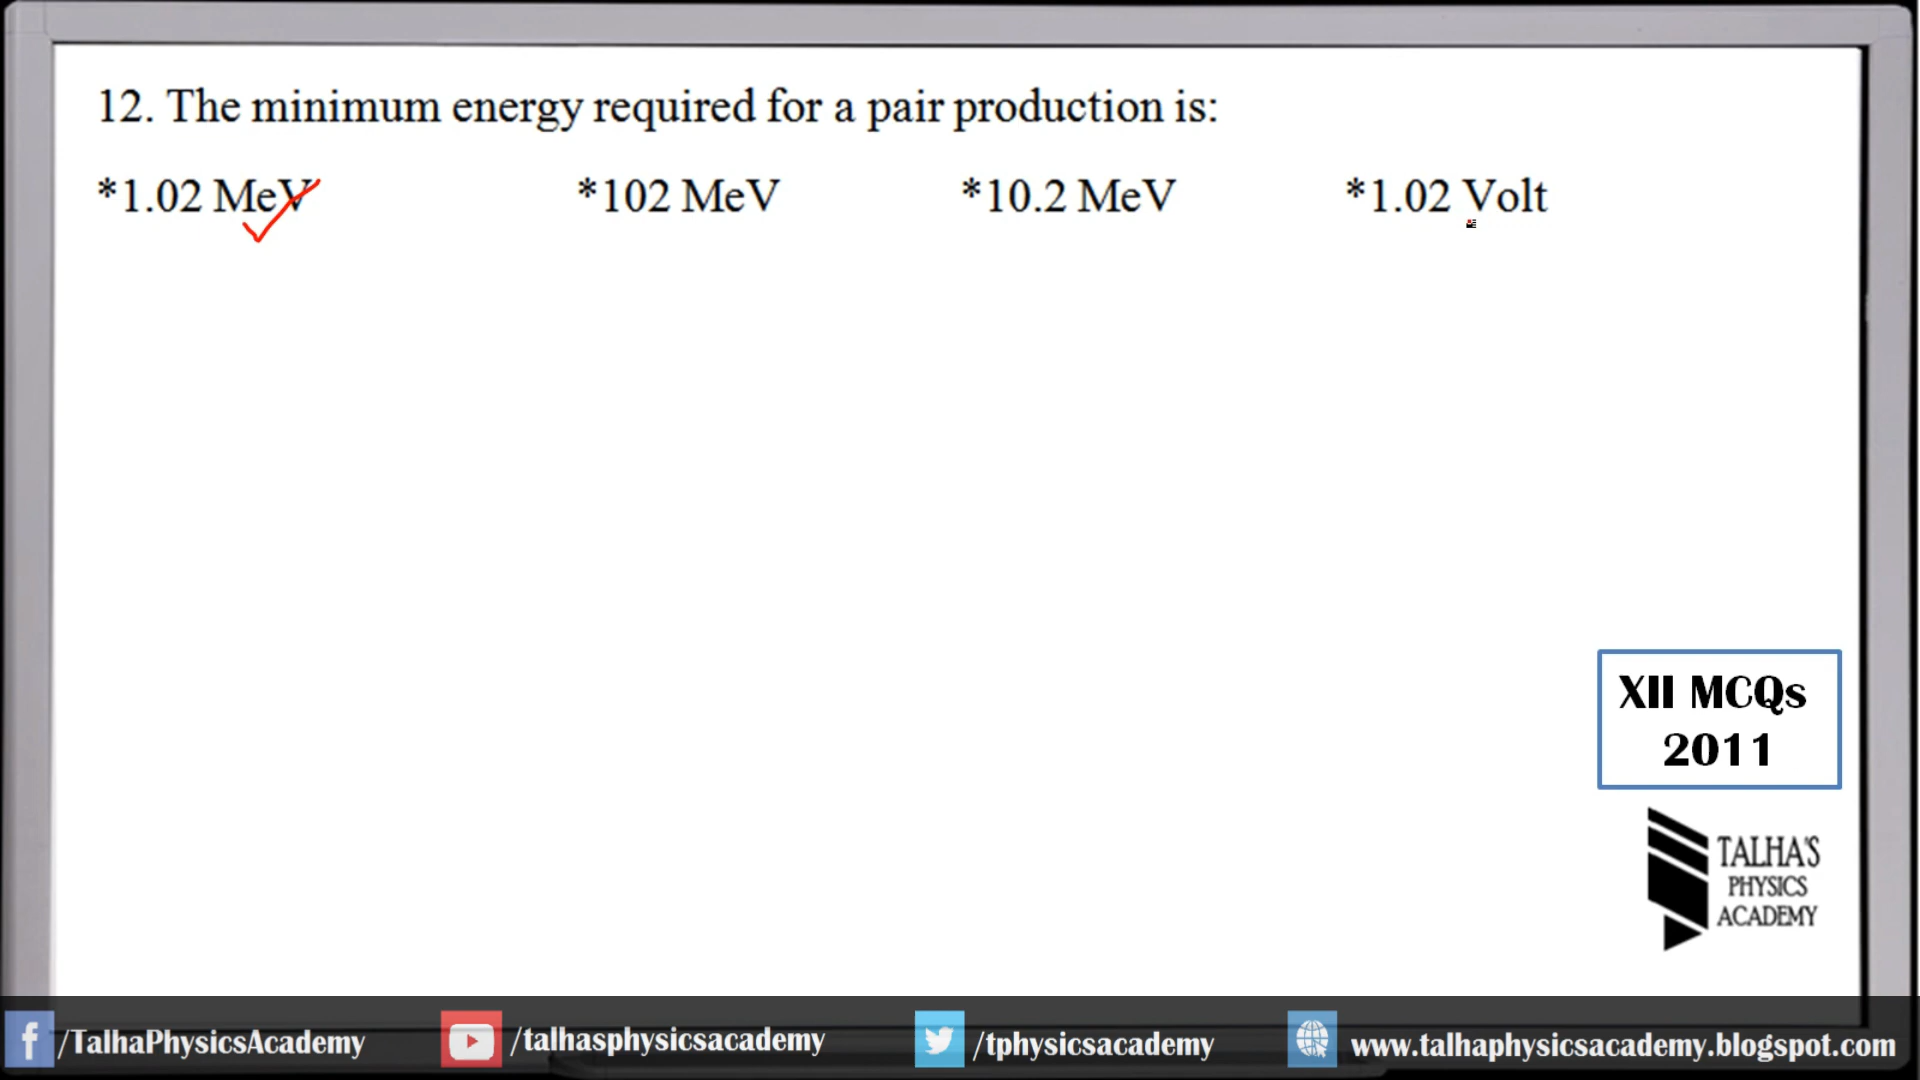 12. The minimum energy required for a pair production is:
*1.02 MeV *102 MeV *10.2 MeV *1.02 Volt
XII MCQs
2011
TALHA'S
PHYSICS
ACADEMY
/TalhaPhysicsAcademy /talhasphysicsacademy /tphysicsacademy www.talhaphysicsacademy.blogspot.com